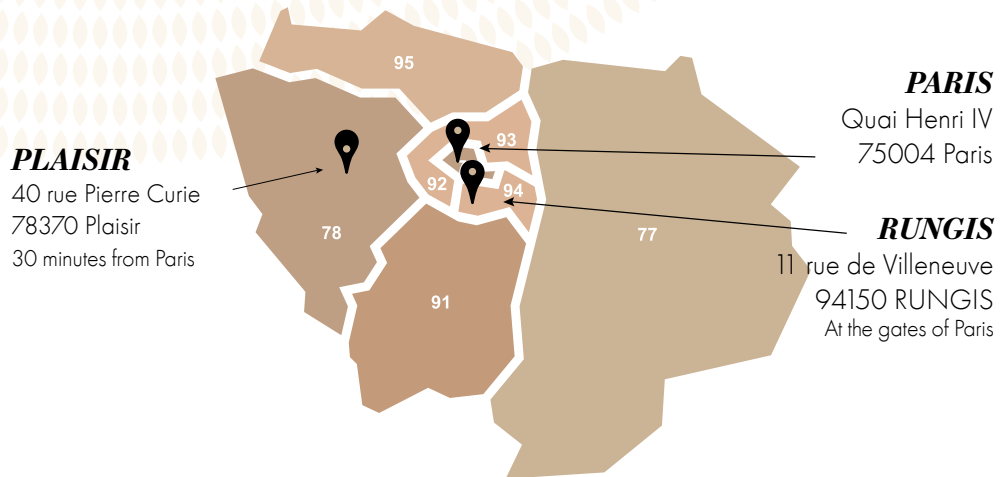 PLAISIR
40 rue Pierre Curie
78370 Plaisir
30 minutes from Paris
95
93
92
94
78
77
91
PARIS
Quai Henri IV
75004 Paris
RUNGIS
11 rue de Villeneuve
94150 RUNGIS
At the gates of Paris